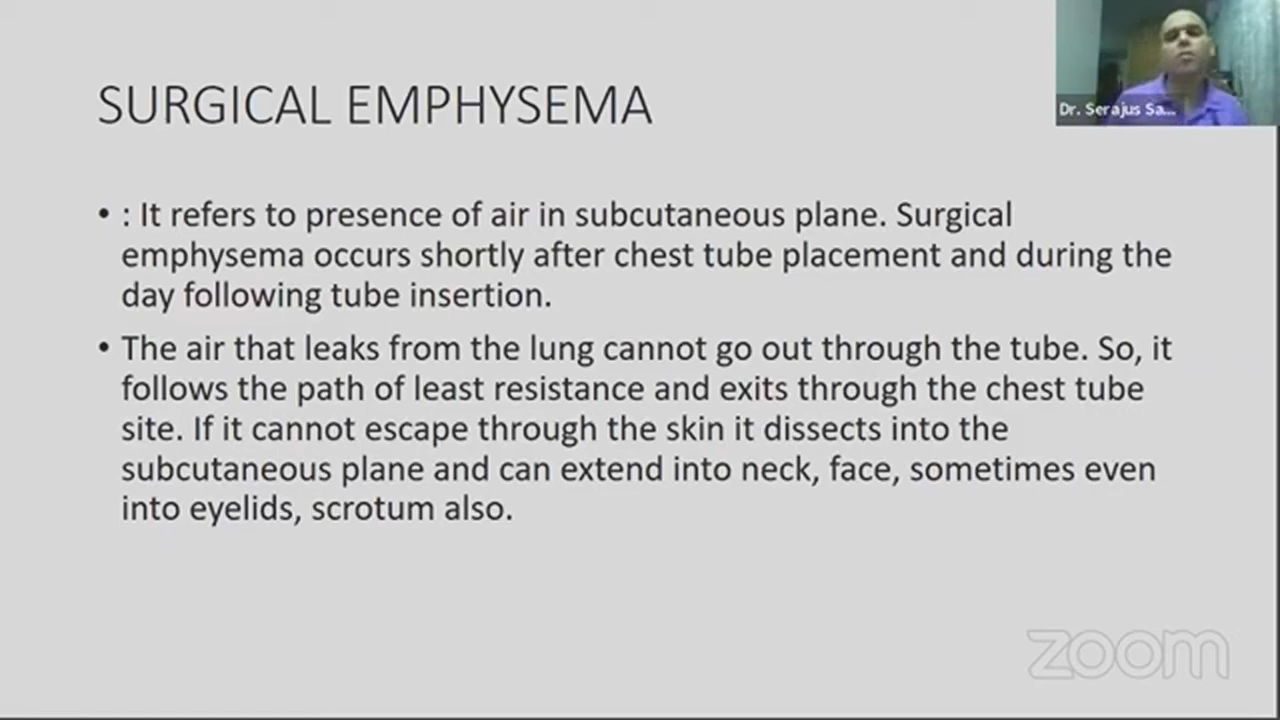 SURGICAL EMPHYSEMA
Dr. Serajus Sa...
• : It refers to presence of air in subcutaneous plane. Surgical
emphysema occurs shortly after chest tube placement and during the
day following tube insertion.
• The air that leaks from the lung cannot go out through the tube. So, it
follows the path of least resistance and exits through the chest tube
site. If it cannot escape through the skin it dissects into the
subcutaneous plane and can extend into neck, face, sometimes even
into eyelids, scrotum also.
zoom